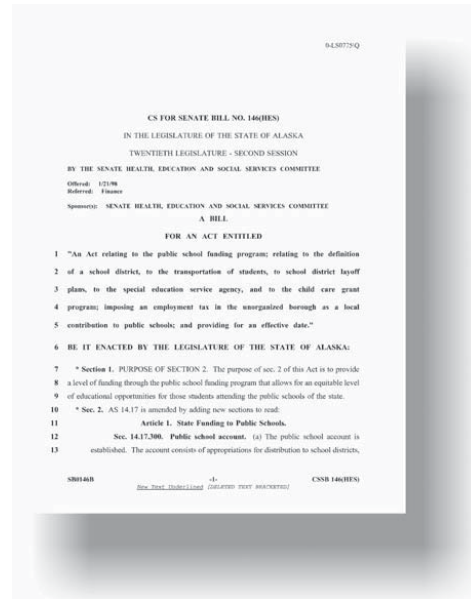 0-LS0775\Q
CS FOR SENATE BILL NO. 146(HES)
IN THE LEGISLATURE OF THE STATE OF ALASKA
TWENTIETH LEGISLATURE - SECOND SESSION
BY THE SENATE HEALTH, EDUCATION AND SOCIAL SERVICES COMMITTEE
Offered: 1/21/98
Referred: Finance
Sponsor(s): SENATE HEALTH, EDUCATION AND SOCIAL SERVICES COMMITTEE
A BILL
FOR AN ACT ENTITLED
1 "An Act relating to the public school funding program; relating to the definition
2 of a school district, to the transportation of students, to school district layoff
3 plans, to the special education service agency, and to the child care grant
4 program; imposing an employment tax in the unorganized borough as a local
5 contribution to public schools; and providing for an effective date."
6 BE IT ENACTED BY THE LEGISLATURE OF THE STATE OF ALASKA:
7 * Section 1. PURPOSE OF SECTION 2. The purpose of sec. 2 of this Act is to provide
8 a level of funding through the public school funding program that allows for an equitable level
9 of educational opportunities for those students attending the public schools of the state.
10 * Sec. 2. AS 14.17 is amended by adding new sections to read:
11 Article 1. State Funding to Public Schools.
12 Sec. 14.17.300. Public school account. (a) The public school account is
13 established. The account consists of appropriations for distribution to school districts,
SB0146B -1- CSSB 146(HES)
New Text Underlined [DELETED TEXT BRACKETED]